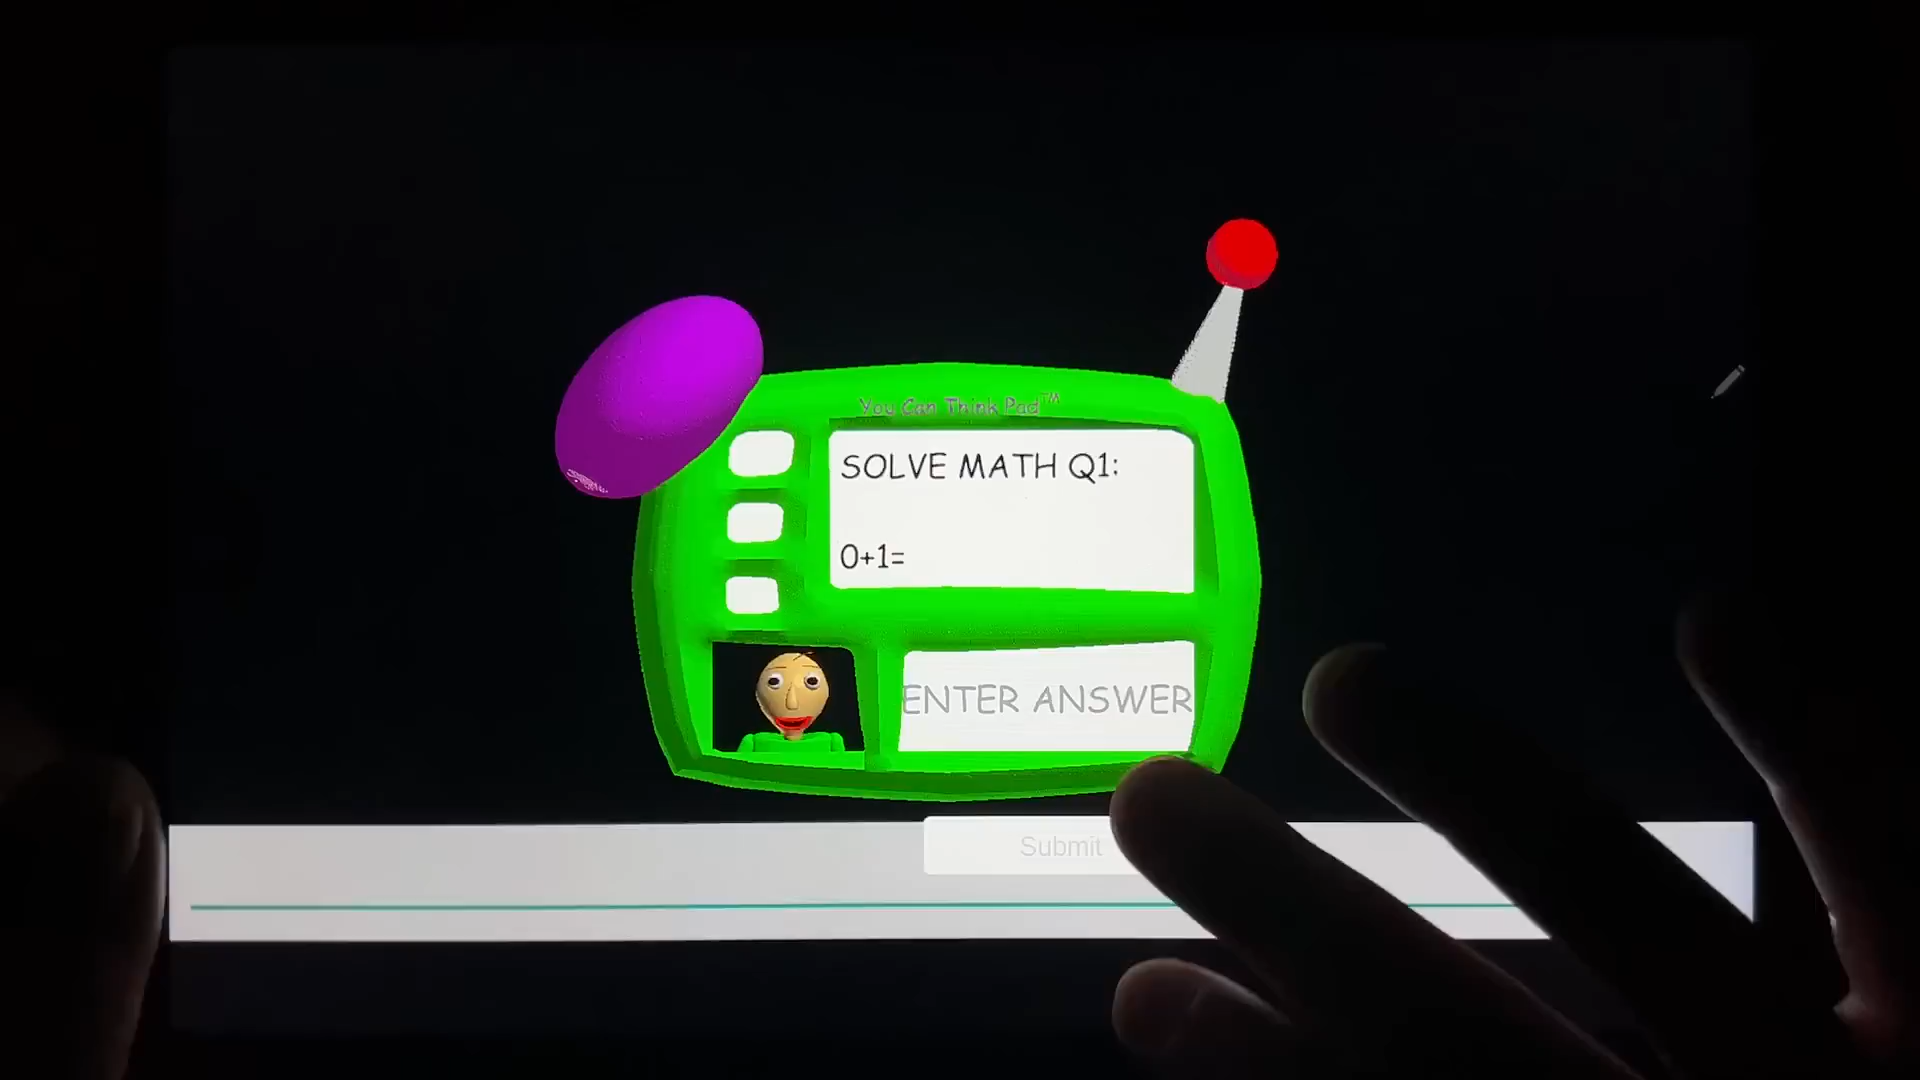 You Can Think Pad™
SOLVE MATH Q1:
0+1=
ENTER ANSWER
Submit